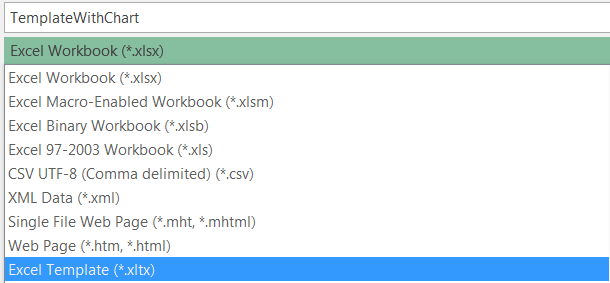 TemplateWithChart
Excel Workbook (*.xlsx)
Excel Workbook (*.xlsx)
Excel Macro-Enabled Workbook (*.xlsm)
Excel Binary Workbook (*.xlsb)
Excel 97-2003 Workbook (*.xls)
CSV UTF-8 (Comma delimited) (*.csv)
XML Data (*.xml)
Single File Web Page (*.mht, *.mhtml)
Web Page (*.htm, *.html)
Excel Template (*.xltx)